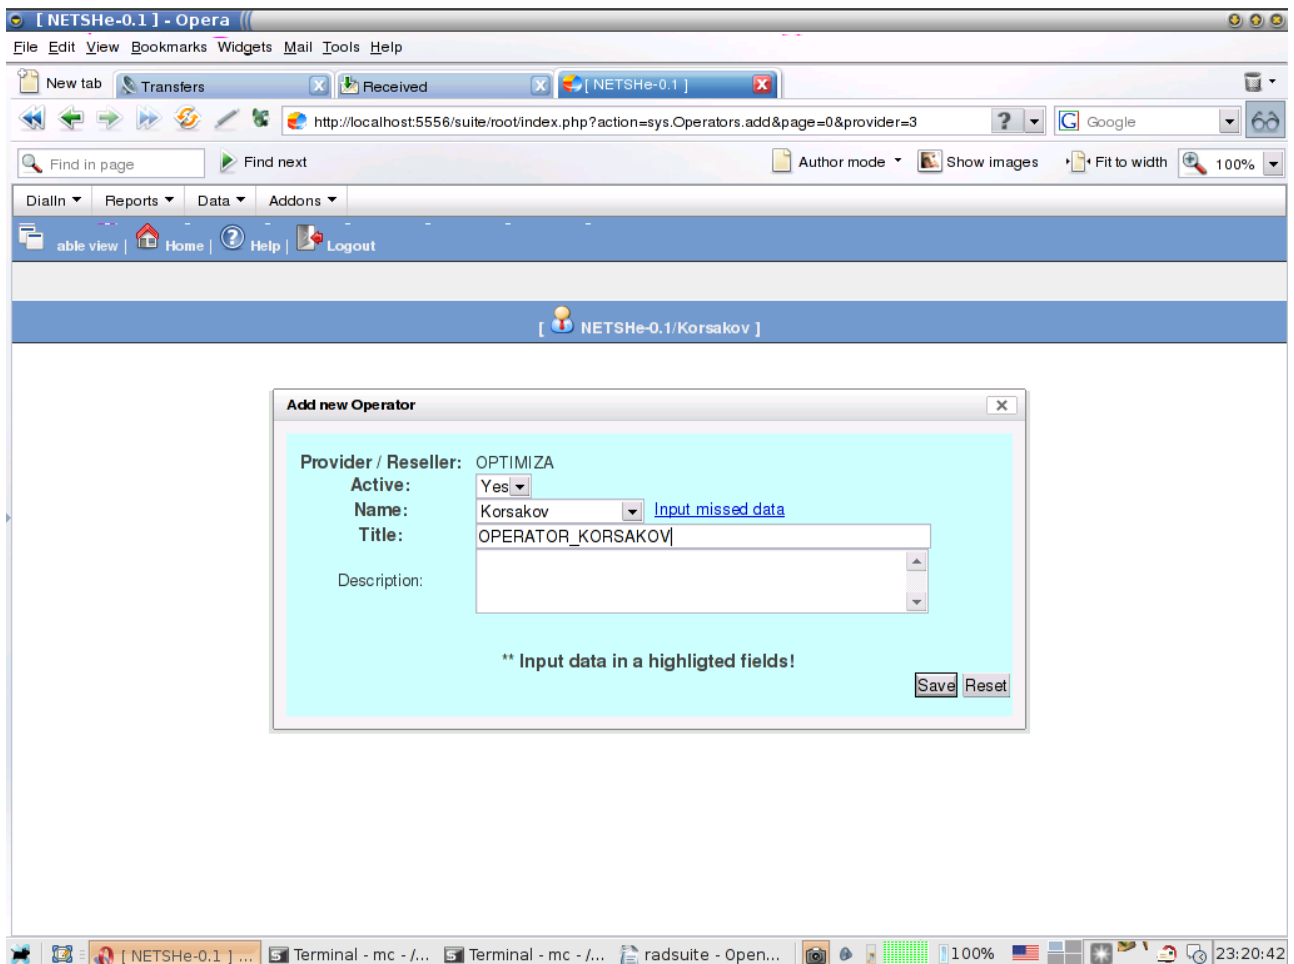 [ NETSHe-0.1 ] - Opera
File Edit View Bookmarks Widgets Mail Tools Help
New tab Transfers Received [ NETSHe-0.1 ]
http://localhost:5556/suite/root/index.php?action=sys.Operators.add&page=0&provider=3 ? Google
Find in page Find next Author mode Show images Fit to width 100%
DialIn Reports Data Addons
able view | Home | Help | Logout
[ NETSHe-0.1/Korsakov ]
Add new Operator
Provider / Reseller: OPTIMIZA
Active: Yes
Name: Korsakov Input missed data
Title: OPERATOR_KORSAKOV
Description:
** Input data in a highligted fields!
Save Reset
[ NETSHe-0.1 ] ... Terminal - mc - /... Terminal - mc - /... radsuite - Open... 100% 23:20:42